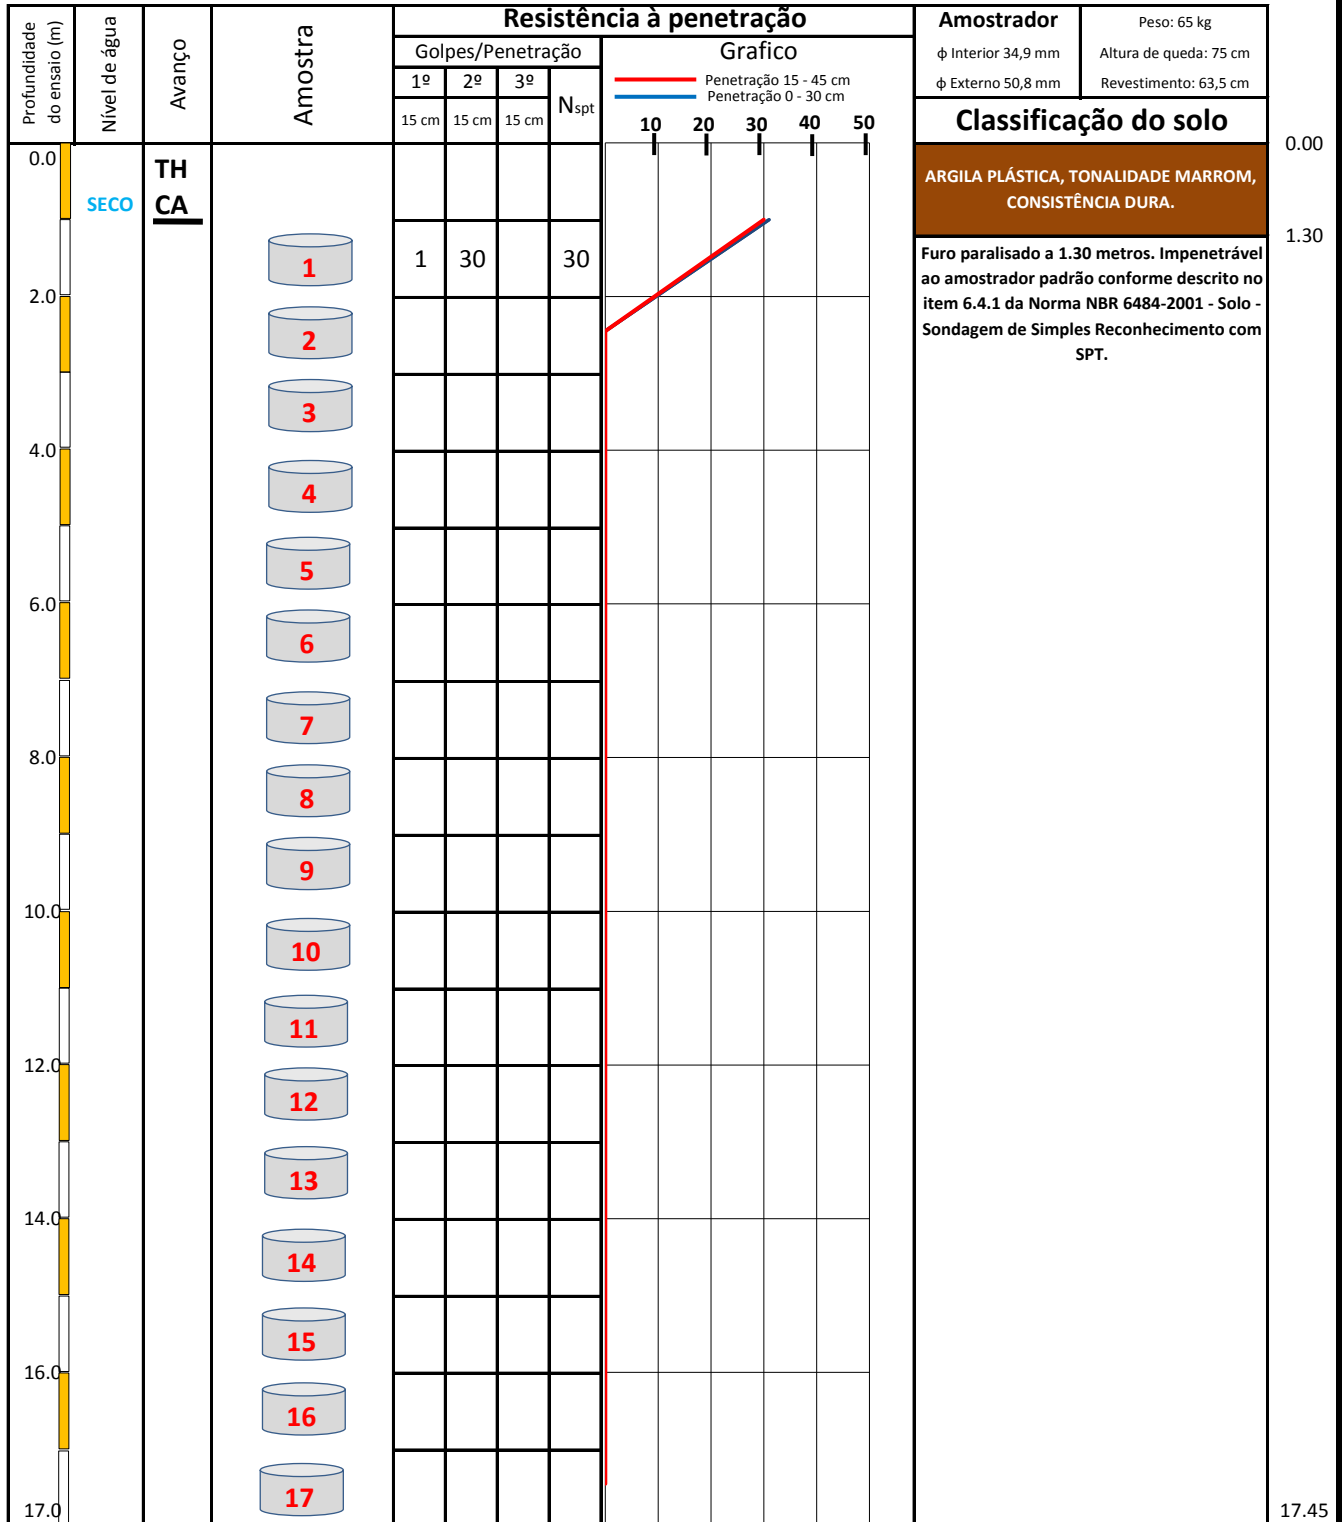 Profundidade
do ensaio (m)
Nível de água
Avanço
Amostra
Resistência à penetração
Golpes/Penetração
1º 2º 3º
15 cm 15 cm 15 cm
Nspt
Grafico
Penetração 15 - 45 cm
Penetração 0 - 30 cm
10 20 30 40 50
Amostrador
ϕ Interior 34,9 mm
ϕ Externo 50,8 mm
Peso: 65 kg
Altura de queda: 75 cm
Revestimento: 63,5 cm
Classificação do solo
0.0
TH
CA
SECO
0.00
ARGILA PLÁSTICA, TONALIDADE MARROM,
CONSISTÊNCIA DURA.
1.30
1 1 30 30
Furo paralisado a 1.30 metros. Impenetrável
ao amostrador padrão conforme descrito no
item 6.4.1 da Norma NBR 6484-2001 - Solo -
Sondagem de Simples Reconhecimento com
SPT.
2.0
2
3
4.0
4
5
6.0
6
7
8.0
8
9
10.0
10
11
12.0
12
13
14.0
14
15
16.0
16
17
17.0
17.45